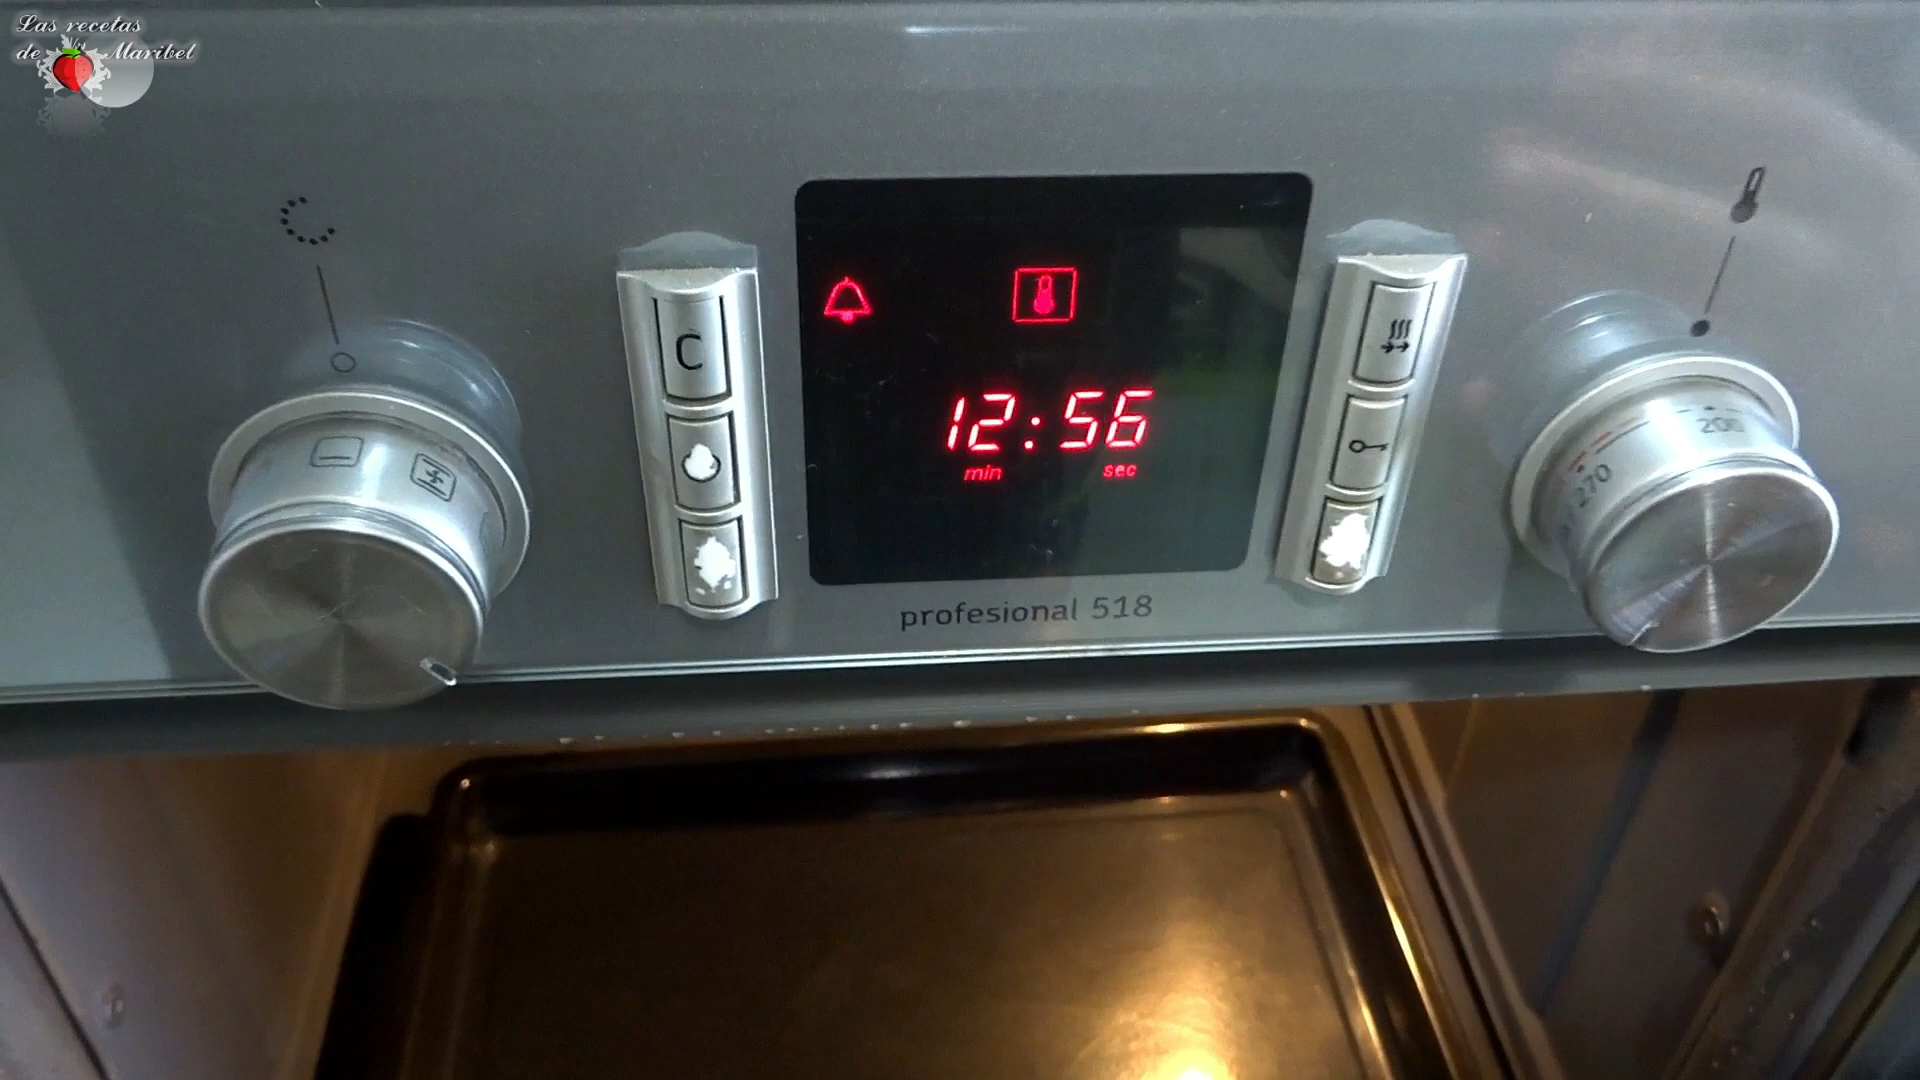 Las recetas
de Maribel
C
12:56
min sec
200
270
profesional 518